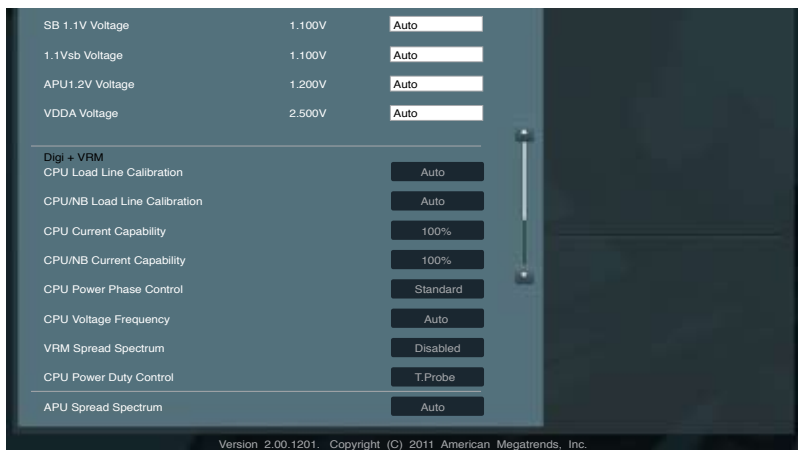 SB 1.1V Voltage 1.100V Auto
1.1Vsb Voltage 1.100V Auto
APU1.2V Voltage 1.200V Auto
VDDA Voltage 2.500V Auto
Digi + VRM
CPU Load Line Calibration Auto
CPU/NB Load Line Calibration Auto
CPU Current Capability 100%
CPU/NB Current Capability 100%
CPU Power Phase Control Standard
CPU Voltage Frequency Auto
VRM Spread Spectrum Disabled
CPU Power Duty Control T.Probe
APU Spread Spectrum Auto
Version 2.00.1201. Copyright (C) 2011 American Megatrends, Inc.